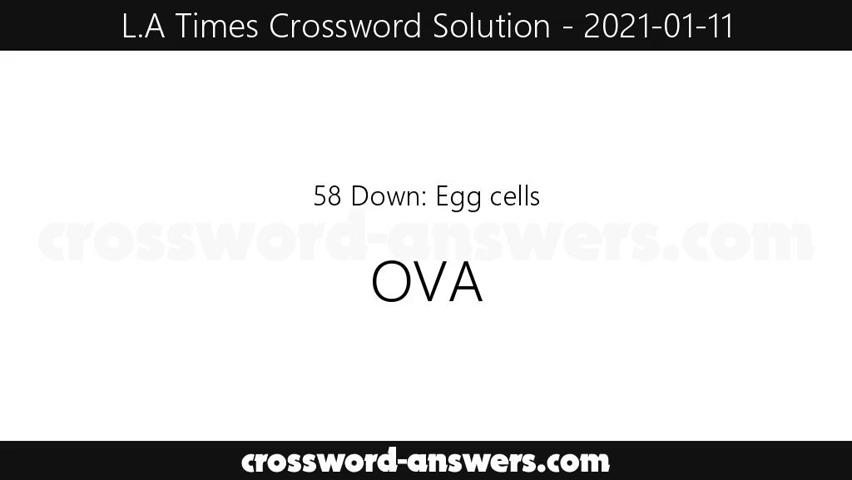 L.A Times Crossword Solution - 2021-01-11
58 Down: Egg cells
crossword-answers.com
OVA
crossword-answers.com